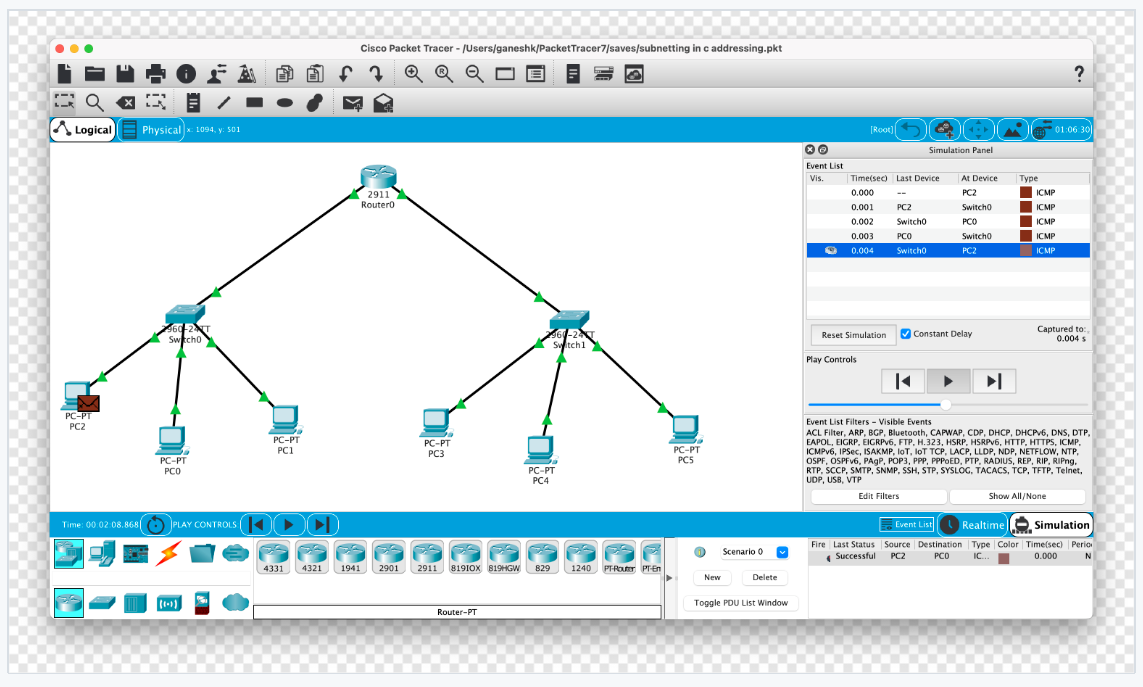 Cisco Packet Tracer - /Users/ganeshk/PacketTracer7/saves/subnetting in c addressing.pkt
?
Logical Physical x: 1094, y: 501 [Root] 01:06:30
Simulation Panel
Event List
Vis. Time(sec) Last Device At Device Type
0.000 -- PC2 ICMP
0.001 PC2 Switch0 ICMP
0.002 Switch0 PC0 ICMP
0.003 PC0 Switch0 ICMP
0.004 Switch0 PC2 ICMP
Reset Simulation Constant Delay Captured to:
0.004 s
Play Controls
Event List Filters - Visible Events
ACL Filter, ARP, BGP, Bluetooth, CAPWAP, CDP, DHCP, DHCPv6, DNS, DTP,
EAPOL, EIGRP, EIGRPv6, FTP, H.323, HSRP, HSRPv6, HTTP, HTTPS, ICMP,
ICMPv6, IPSec, ISAKMP, IoT, IoT TCP, LACP, LLDP, NDP, NETFLOW, NTP,
OSPF, OSPFv6, PAgP, POP3, PPP, PPPoED, PTP, RADIUS, REP, RIP, RIPng,
RTP, SCCP, SMTP, SNMP, SSH, STP, SYSLOG, TACACS, TCP, TFTP, Telnet,
UDP, USB, VTP
Edit Filters Show All/None
2911
Router0
2960-24TT
Switch0
2960-24TT
Switch1
PC-PT
PC2
PC-PT
PC0
PC-PT
PC1
PC-PT
PC3
PC-PT
PC4
PC-PT
PC5
Time: 00:02:08.868 PLAY CONTROLS: Event List Realtime Simulation
4331 4321 1941 2901 2911 819IOX 819HGW 829 1240 PT-Router PT-Em
Router-PT
Scenario 0
New Delete
Toggle PDU List Window
Fire Last Status Source Destination Type Color Time(sec) Perio
Successful PC2 PC0 IC... 0.000 N